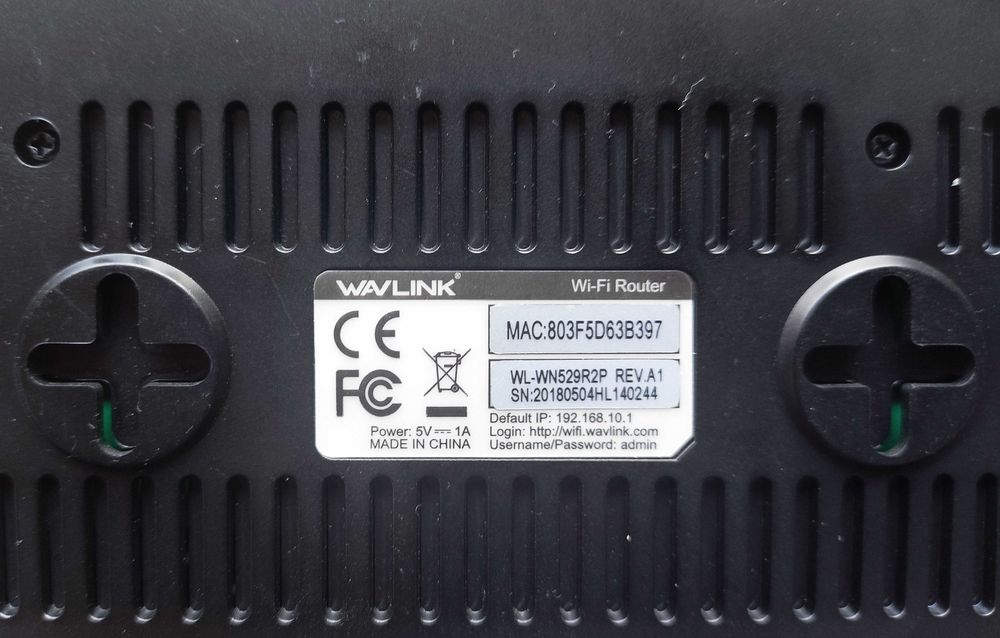 WAVLINK® Wi-Fi Router
CE
FC
MAC:803F5D63B397
WL-WN529R2P REV.A1
SN:20180504HL140244
Power: 5V⎓1A
MADE IN CHINA
Default IP: 192.168.10.1
Login: http://wifi.wavlink.com
Username/Password: admin